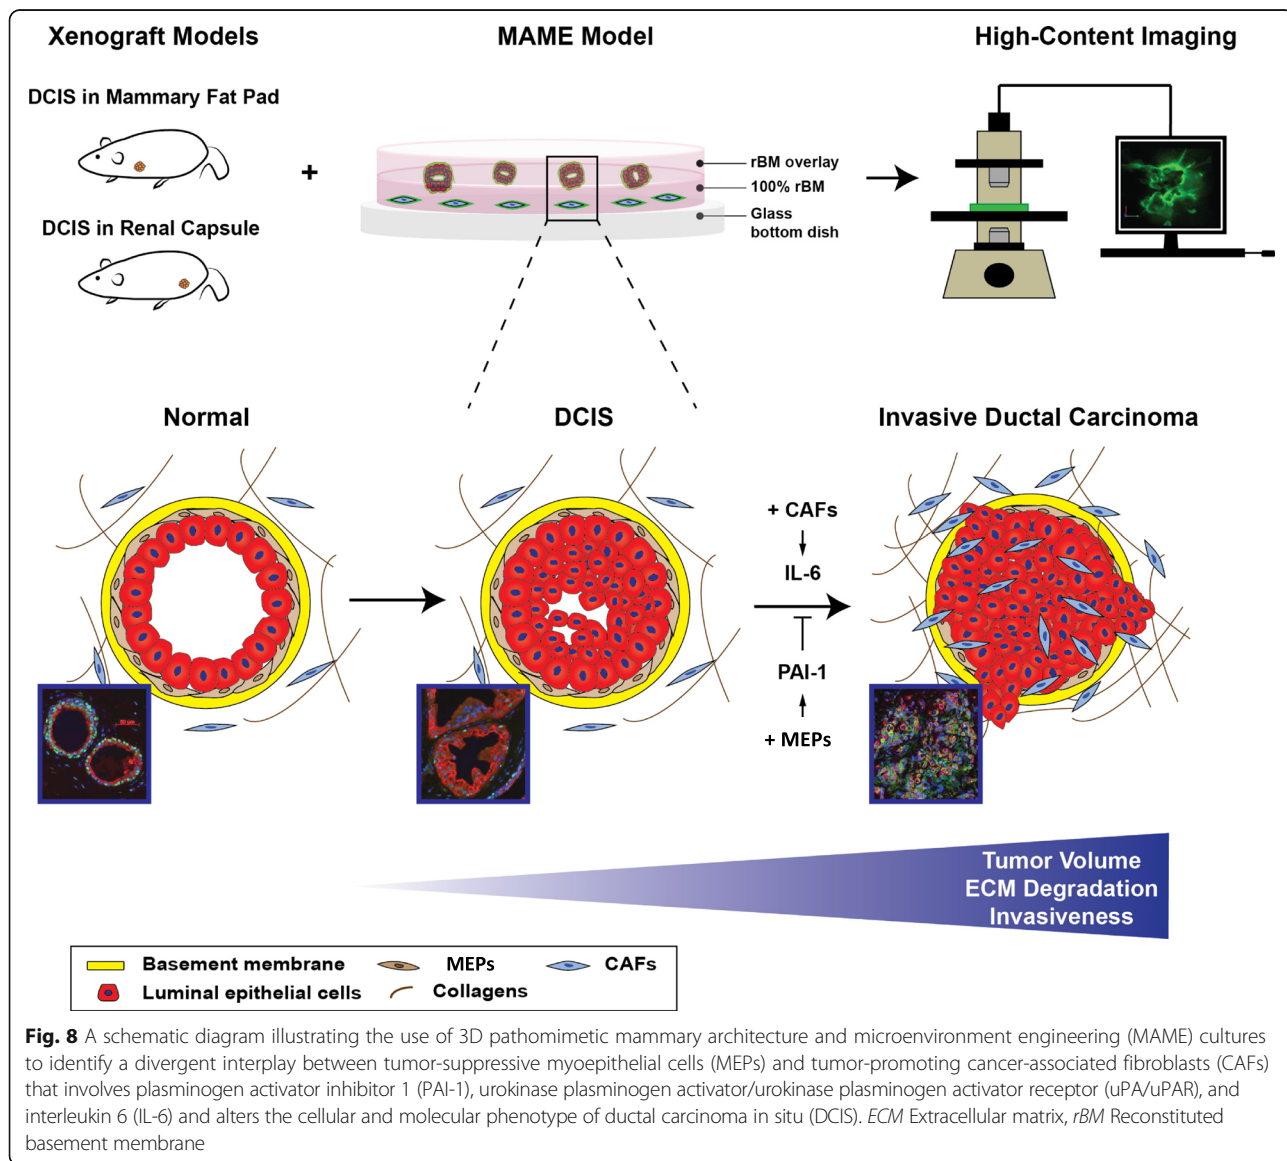 Xenograft Models
MAME Model
High-Content Imaging
DCIS in Mammary Fat Pad
+
DCIS in Renal Capsule
rBM overlay
100% rBM
Glass
bottom dish
Normal
DCIS
Invasive Ductal Carcinoma
+ CAFs
IL-6
PAI-1
+ MEPs
50 µm
Tumor Volume
ECM Degradation
Invasiveness
Basement membrane
MEPs
CAFs
Luminal epithelial cells
Collagens
Fig. 8 A schematic diagram illustrating the use of 3D pathomimetic mammary architecture and microenvironment engineering (MAME) cultures
to identify a divergent interplay between tumor-suppressive myoepithelial cells (MEPs) and tumor-promoting cancer-associated fibroblasts (CAFs)
that involves plasminogen activator inhibitor 1 (PAI-1), urokinase plasminogen activator/urokinase plasminogen activator receptor (uPA/uPAR), and
interleukin 6 (IL-6) and alters the cellular and molecular phenotype of ductal carcinoma in situ (DCIS). ECM Extracellular matrix, rBM Reconstituted
basement membrane